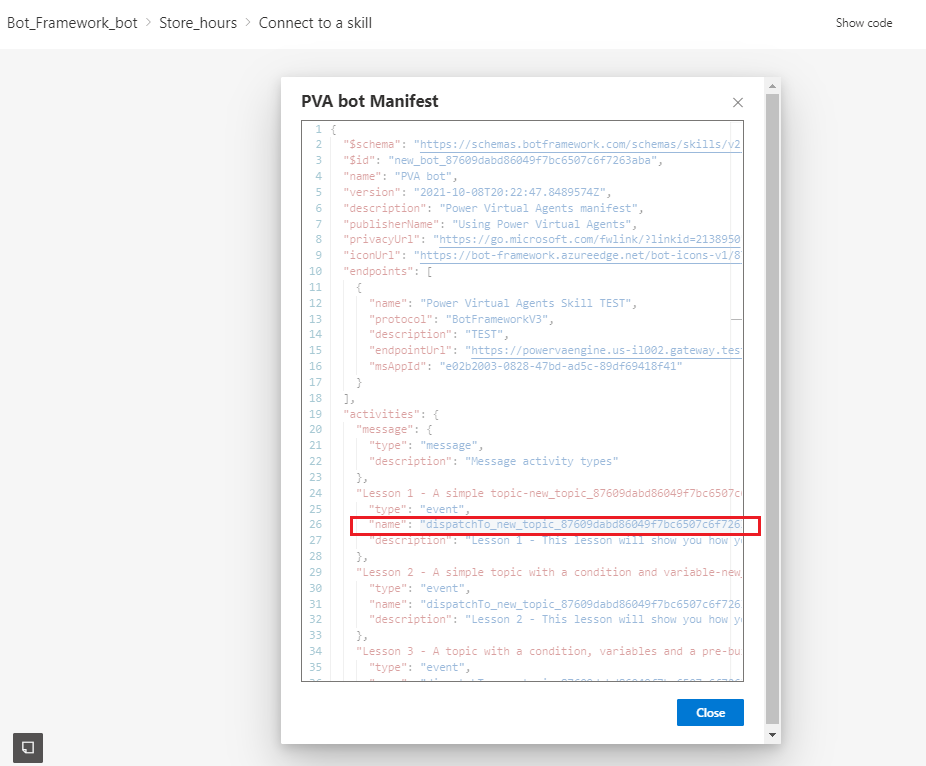 Bot_Framework_bot > Store_hours > Connect to a skill
Show code
PVA bot Manifest
1 {
2 "$schema": "https://schemas.botframework.com/schemas/skills/v2
3 "$id": "new_bot_87609dabd86049f7bc6507c6f7263aba",
4 "name": "PVA bot",
5 "version": "2021-10-08T20:22:47.8489574Z",
6 "description": "Power Virtual Agents manifest",
7 "publisherName": "Using Power Virtual Agents",
8 "privacyUrl": "https://go.microsoft.com/fwlink/?linkid=2138950
9 "iconUrl": "https://bot-framework.azureedge.net/bot-icons-v1/8
10 "endpoints": [
11 {
12 "name": "Power Virtual Agents Skill TEST",
13 "protocol": "BotFrameworkV3",
14 "description": "TEST",
15 "endpointUrl": "https://powervaengine.us-il002.gateway.tes
16 "msAppId": "e02b2003-0828-47bd-ad5c-89df69418f41"
17 }
18 ],
19 "activities": {
20 "message": {
21 "type": "message",
22 "description": "Message activity types"
23 },
24 "Lesson 1 - A simple topic-new_topic_87609dabd86049f7bc6507c
25 "type": "event",
26 "name": "dispatchTo_new_topic_87609dabd86049f7bc6507c6f726
27 "description": "Lesson 1 - This lesson will show you how y
28 },
29 "Lesson 2 - A simple topic with a condition and variable-new_
30 "type": "event",
31 "name": "dispatchTo_new_topic_87609dabd86049f7bc6507c6f726
32 "description": "Lesson 2 - This lesson will show you how y
33 },
34 "Lesson 3 - A topic with a condition, variables and a pre-bu
35 "type": "event",
Close